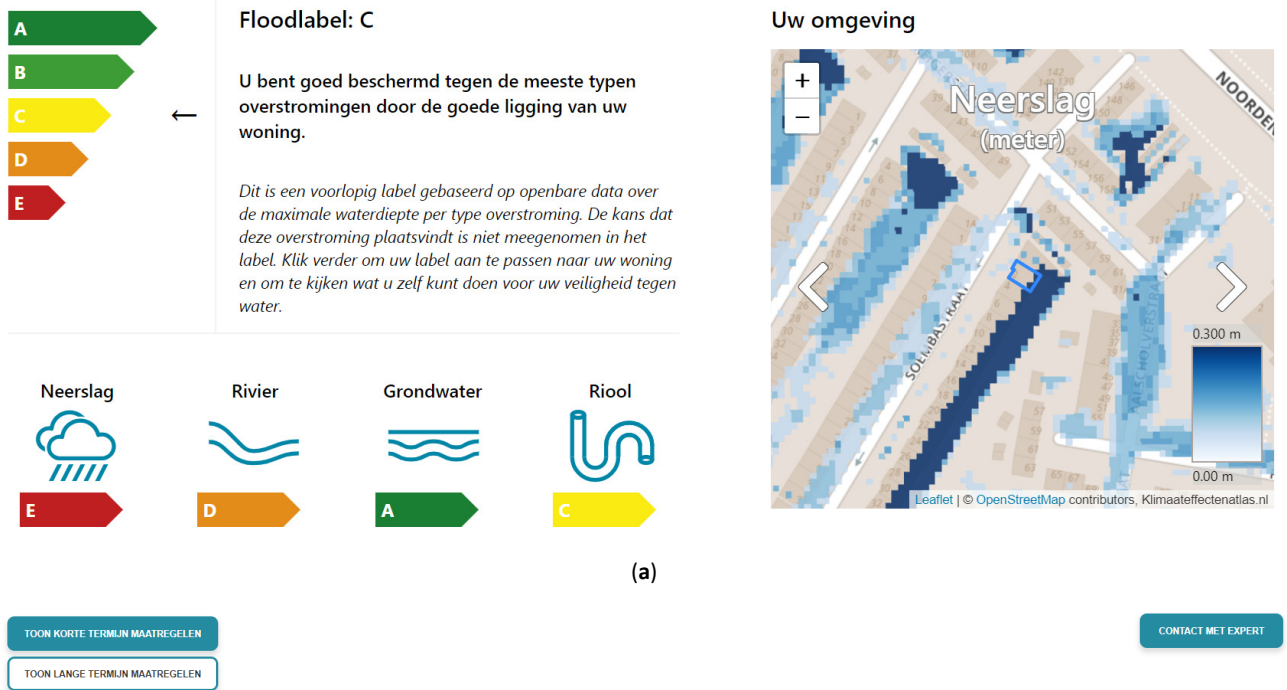 A
B
C
D
E
Floodlabel: C
U bent goed beschermd tegen de meeste typen
overstromingen door de goede ligging van uw
woning.
Dit is een voorlopig label gebaseerd op openbare data over
de maximale waterdiepte per type overstroming. De kans dat
deze overstroming plaatsvindt is niet meegenomen in het
label. Klik verder om uw label aan te passen naar uw woning
en om te kijken wat u zelf kunt doen voor uw veiligheid tegen
water.
Neerslag
Rivier
Grondwater
Riool
E
D
A
C
Uw omgeving
+
−
Neerslag
(meter)
SOEMBASTRAAT
0.300 m
0.00 m
Leaflet | © OpenStreetMap contributors, Klimaateffectenatlas.nl
(a)
TOON KORTE TERMIJN MAATREGELEN
TOON LANGE TERMIJN MAATREGELEN
CONTACT MET EXPERT